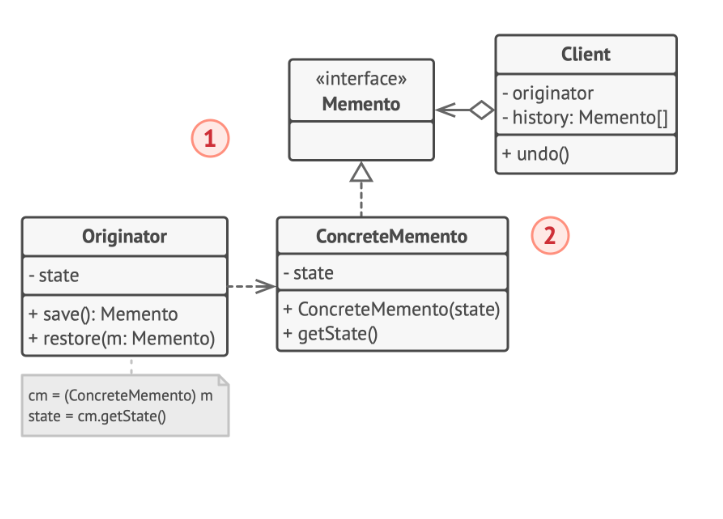 «interface»
Memento
Client
- originator
- history: Memento[]
+ undo()
1
Originator
- state
+ save(): Memento
+ restore(m: Memento)
ConcreteMemento
- state
+ ConcreteMemento(state)
+ getState()
2
cm = (ConcreteMemento) m
state = cm.getState()